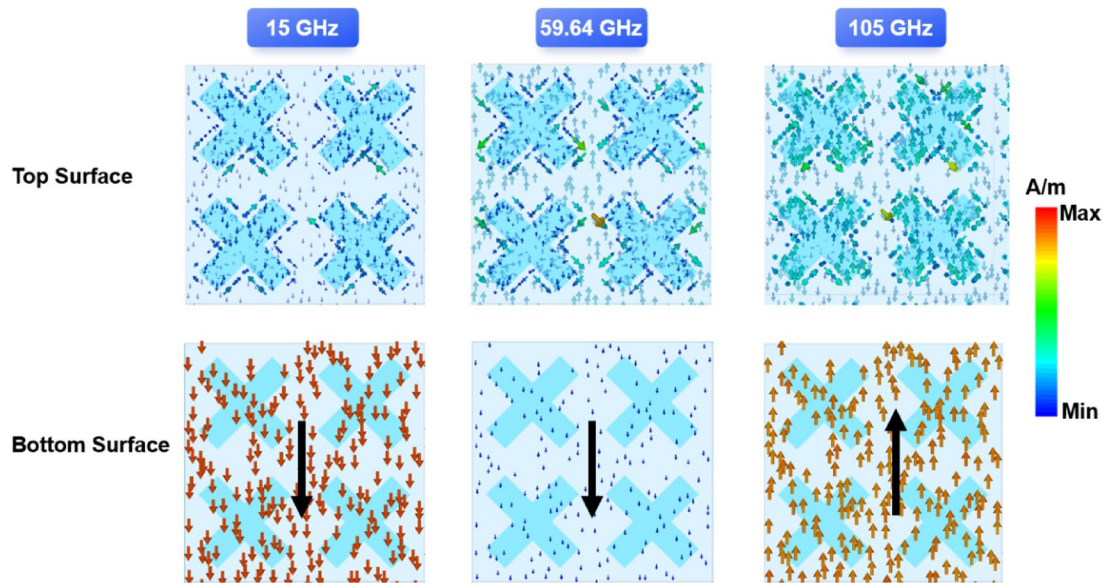 15 GHz
59.64 GHz
105 GHz
Top Surface
A/m
Max
Min
Bottom Surface